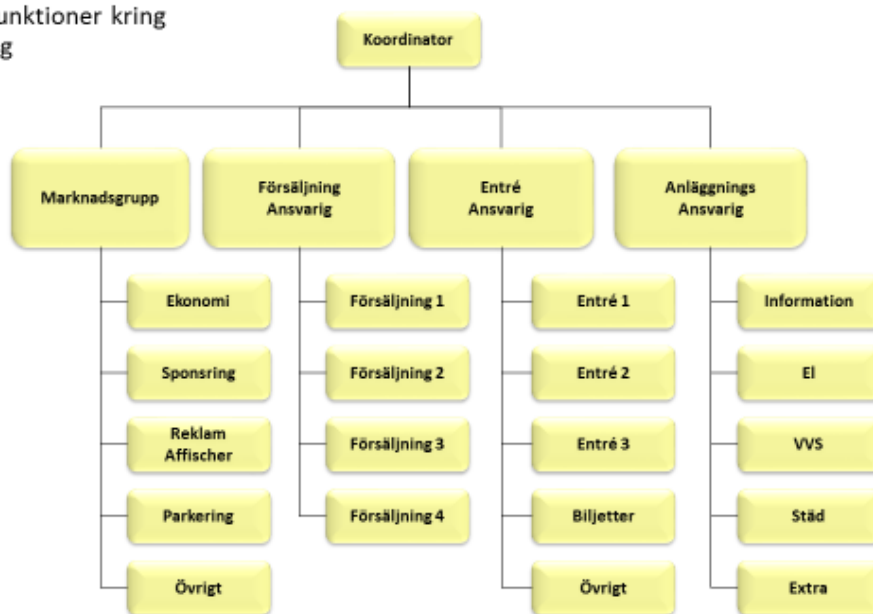 kring
Koordinator
Marknadsgrupp
Försäljning
Ansvarig
Entré
Ansvarig
Anläggnings
Ansvarig
Ekonomi
Försäljning 1
Entré 1
Information
Sponsring
Försäljning 2
Entré 2
El
Reklam
Affischer
Försäljning 3
Entré 3
VVS
Parkering
Försäljning 4
Biljetter
Städ
Övrigt
Övrigt
Extra